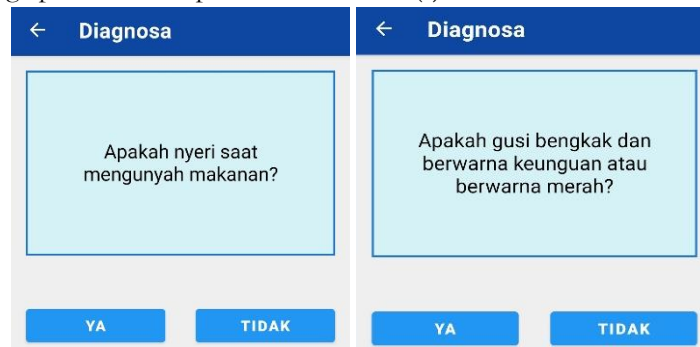 ← Diagnosa
Apakah nyeri saat
mengunyah makanan?
YA TIDAK
← Diagnosa
Apakah gusi bengkak dan
berwarna keunguan atau
berwarna merah?
YA TIDAK